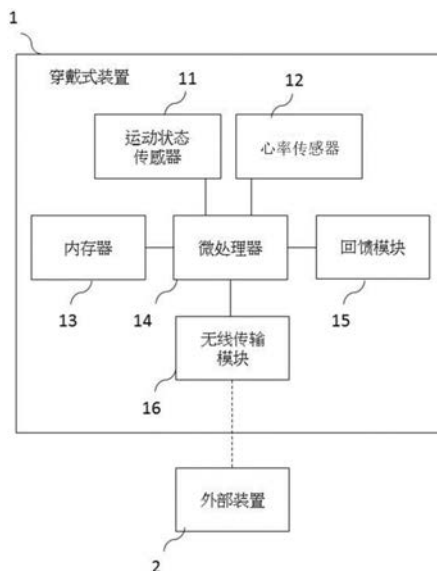 1
穿戴式装置
11
12
运动状态
传感器
心率传感器
内存器
微处理器
回馈模块
13
14
15
无线传输
模块
16
外部装置
2